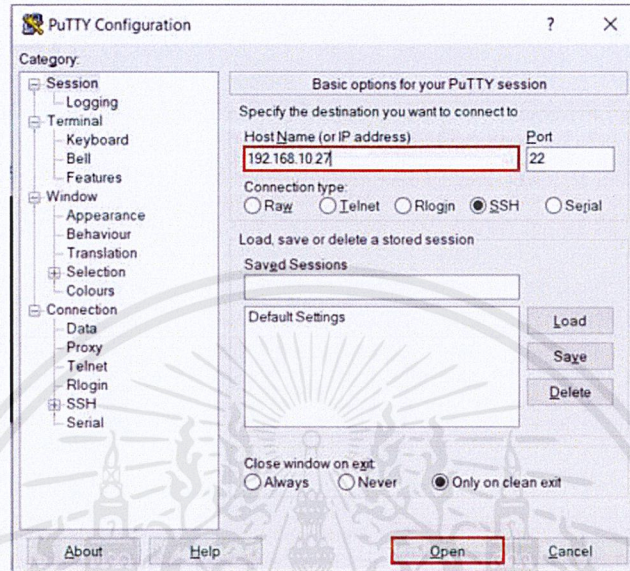 PuTTY Configuration ? ×
Category:
Session
Logging
Terminal
Keyboard
Bell
Features
Window
Appearance
Behaviour
Translation
Selection
Colours
Connection
Data
Proxy
Telnet
Rlogin
SSH
Serial
Basic options for your PuTTY session
Specify the destination you want to connect to
Host Name (or IP address) Port
192.168.10.27 22
Connection type:
Raw Telnet Rlogin SSH Serial
Load, save or delete a stored session
Saved Sessions
Default Settings
Load
Save
Delete
Close window on exit:
Always Never Only on clean exit
About Help Open Cancel